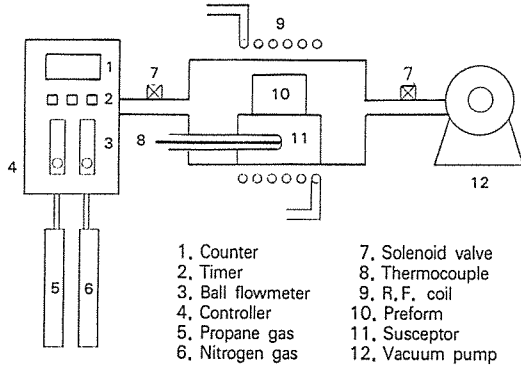 9
7
7
1
2
3
4
8
10
11
12
5
6
1. Counter
2. Timer
3. Ball flowmeter
4. Controller
5. Propane gas
6. Nitrogen gas
7. Solenoid valve
8. Thermocouple
9. R.F. coil
10. Preform
11. Susceptor
12. Vacuum pump